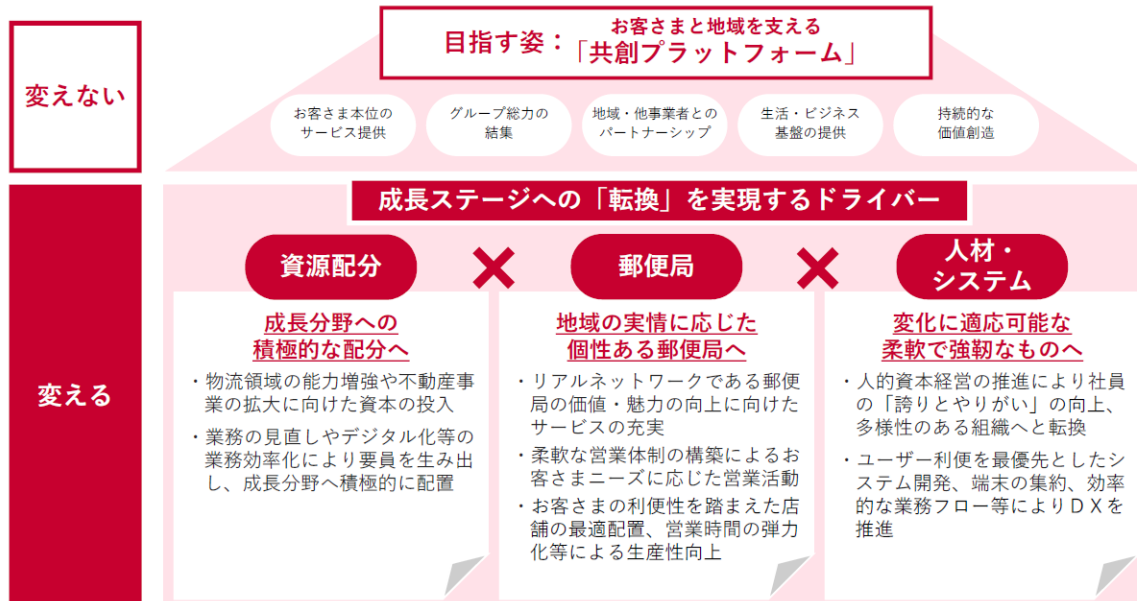 変えない
目指す姿：
お客さまと地域を支える
「共創プラットフォーム」
お客さま本位の
サービス提供
グループ総力の
結集
地域・他事業者との
パートナーシップ
生活・ビジネス
基盤の提供
持続的な
価値創造
変える
成長ステージへの「転換」を実現するドライバー
資源配分
成長分野への
積極的な配分へ
・物流領域の能力増強や不動産事
業の拡大に向けた資本の投入
・業務の見直しやデジタル化等の
業務効率化により要員を生み出
し、成長分野へ積極的に配置
×
郵便局
地域の実情に応じた
個性ある郵便局へ
・リアルネットワークである郵便
局の価値・魅力の向上に向けた
サービスの充実
・柔軟な営業体制の構築によるお
客さまニーズに応じた営業活動
・お客さまの利便性を踏まえた店
舗の最適配置、営業時間の弾力
化等による生産性向上
×
人材・
システム
変化に適応可能な
柔軟で強靭なものへ
・人的資本経営の推進により社員
の「誇りとやりがい」の向上、
多様性のある組織へと転換
・ユーザー利便を最優先としたシ
ステム開発、端末の集約、効率
的な業務フロー等によりＤＸを
推進